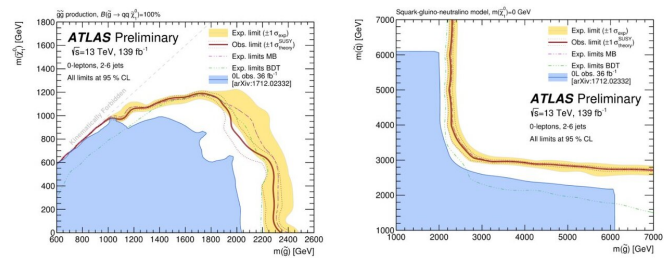 g̃g̃ production, B(g̃ → qq χ̃₁⁰)=100%
m(χ̃₁⁰) [GeV]
1800
1600
1400
1200
1000
800
600
400
200
0
ATLAS Preliminary
√s=13 TeV, 139 fb⁻¹
0-leptons, 2-6 jets
All limits at 95 % CL
Exp. limit (±1 σexp)
Obs. limit (±1 σ SUSY theory)
Exp. limits MB
Exp. limits BDT
0L obs. 36 fb⁻¹
[arXiv:1712.02332]
Kinematically Forbidden
600 800 1000 1200 1400 1600 1800 2000 2200 2400 2600
m(g̃) [GeV]
Squark-gluino-neutralino model, m(χ̃₁⁰)=0 GeV
m(q̃) [GeV]
7000
6000
5000
4000
3000
2000
1000
Exp. limit (±1 σexp)
Obs. limit (±1 σ SUSY theory)
Exp. limits MB
Exp. limits BDT
0L obs. 36 fb⁻¹
[arXiv:1712.02332]
ATLAS Preliminary
√s=13 TeV, 139 fb⁻¹
0-leptons, 2-6 jets
All limits at 95 % CL
1000 2000 3000 4000 5000 6000 7000
m(g̃) [GeV]